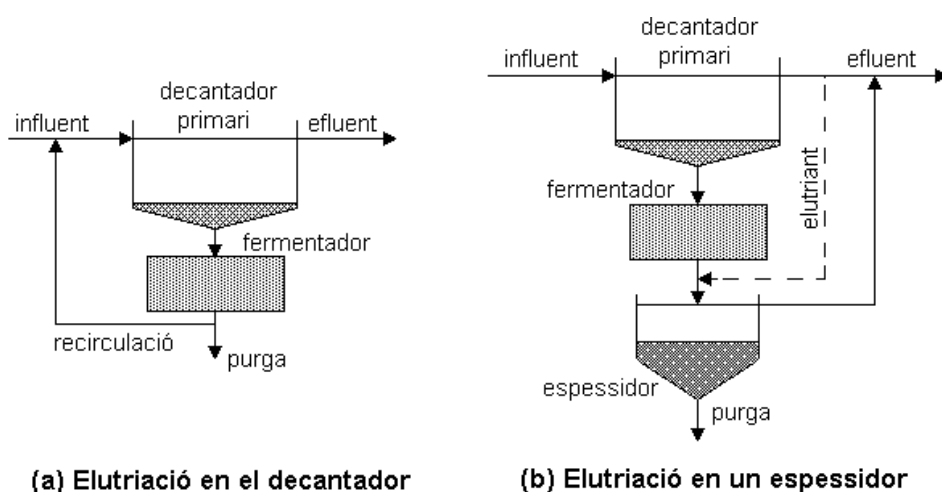 influent
decantador
primari
efluent
fermentador
recirculació
purga
(a) Elutriació en el decantador
influent
decantador
primari
efluent
fermentador
elutriant
espessidor
purga
(b) Elutriació en un espessidor